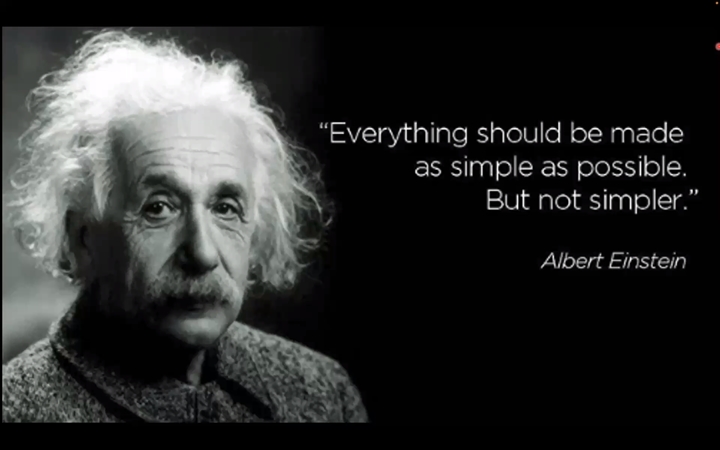 “Everything should be made
as simple as possible.
But not simpler.”
Albert Einstein